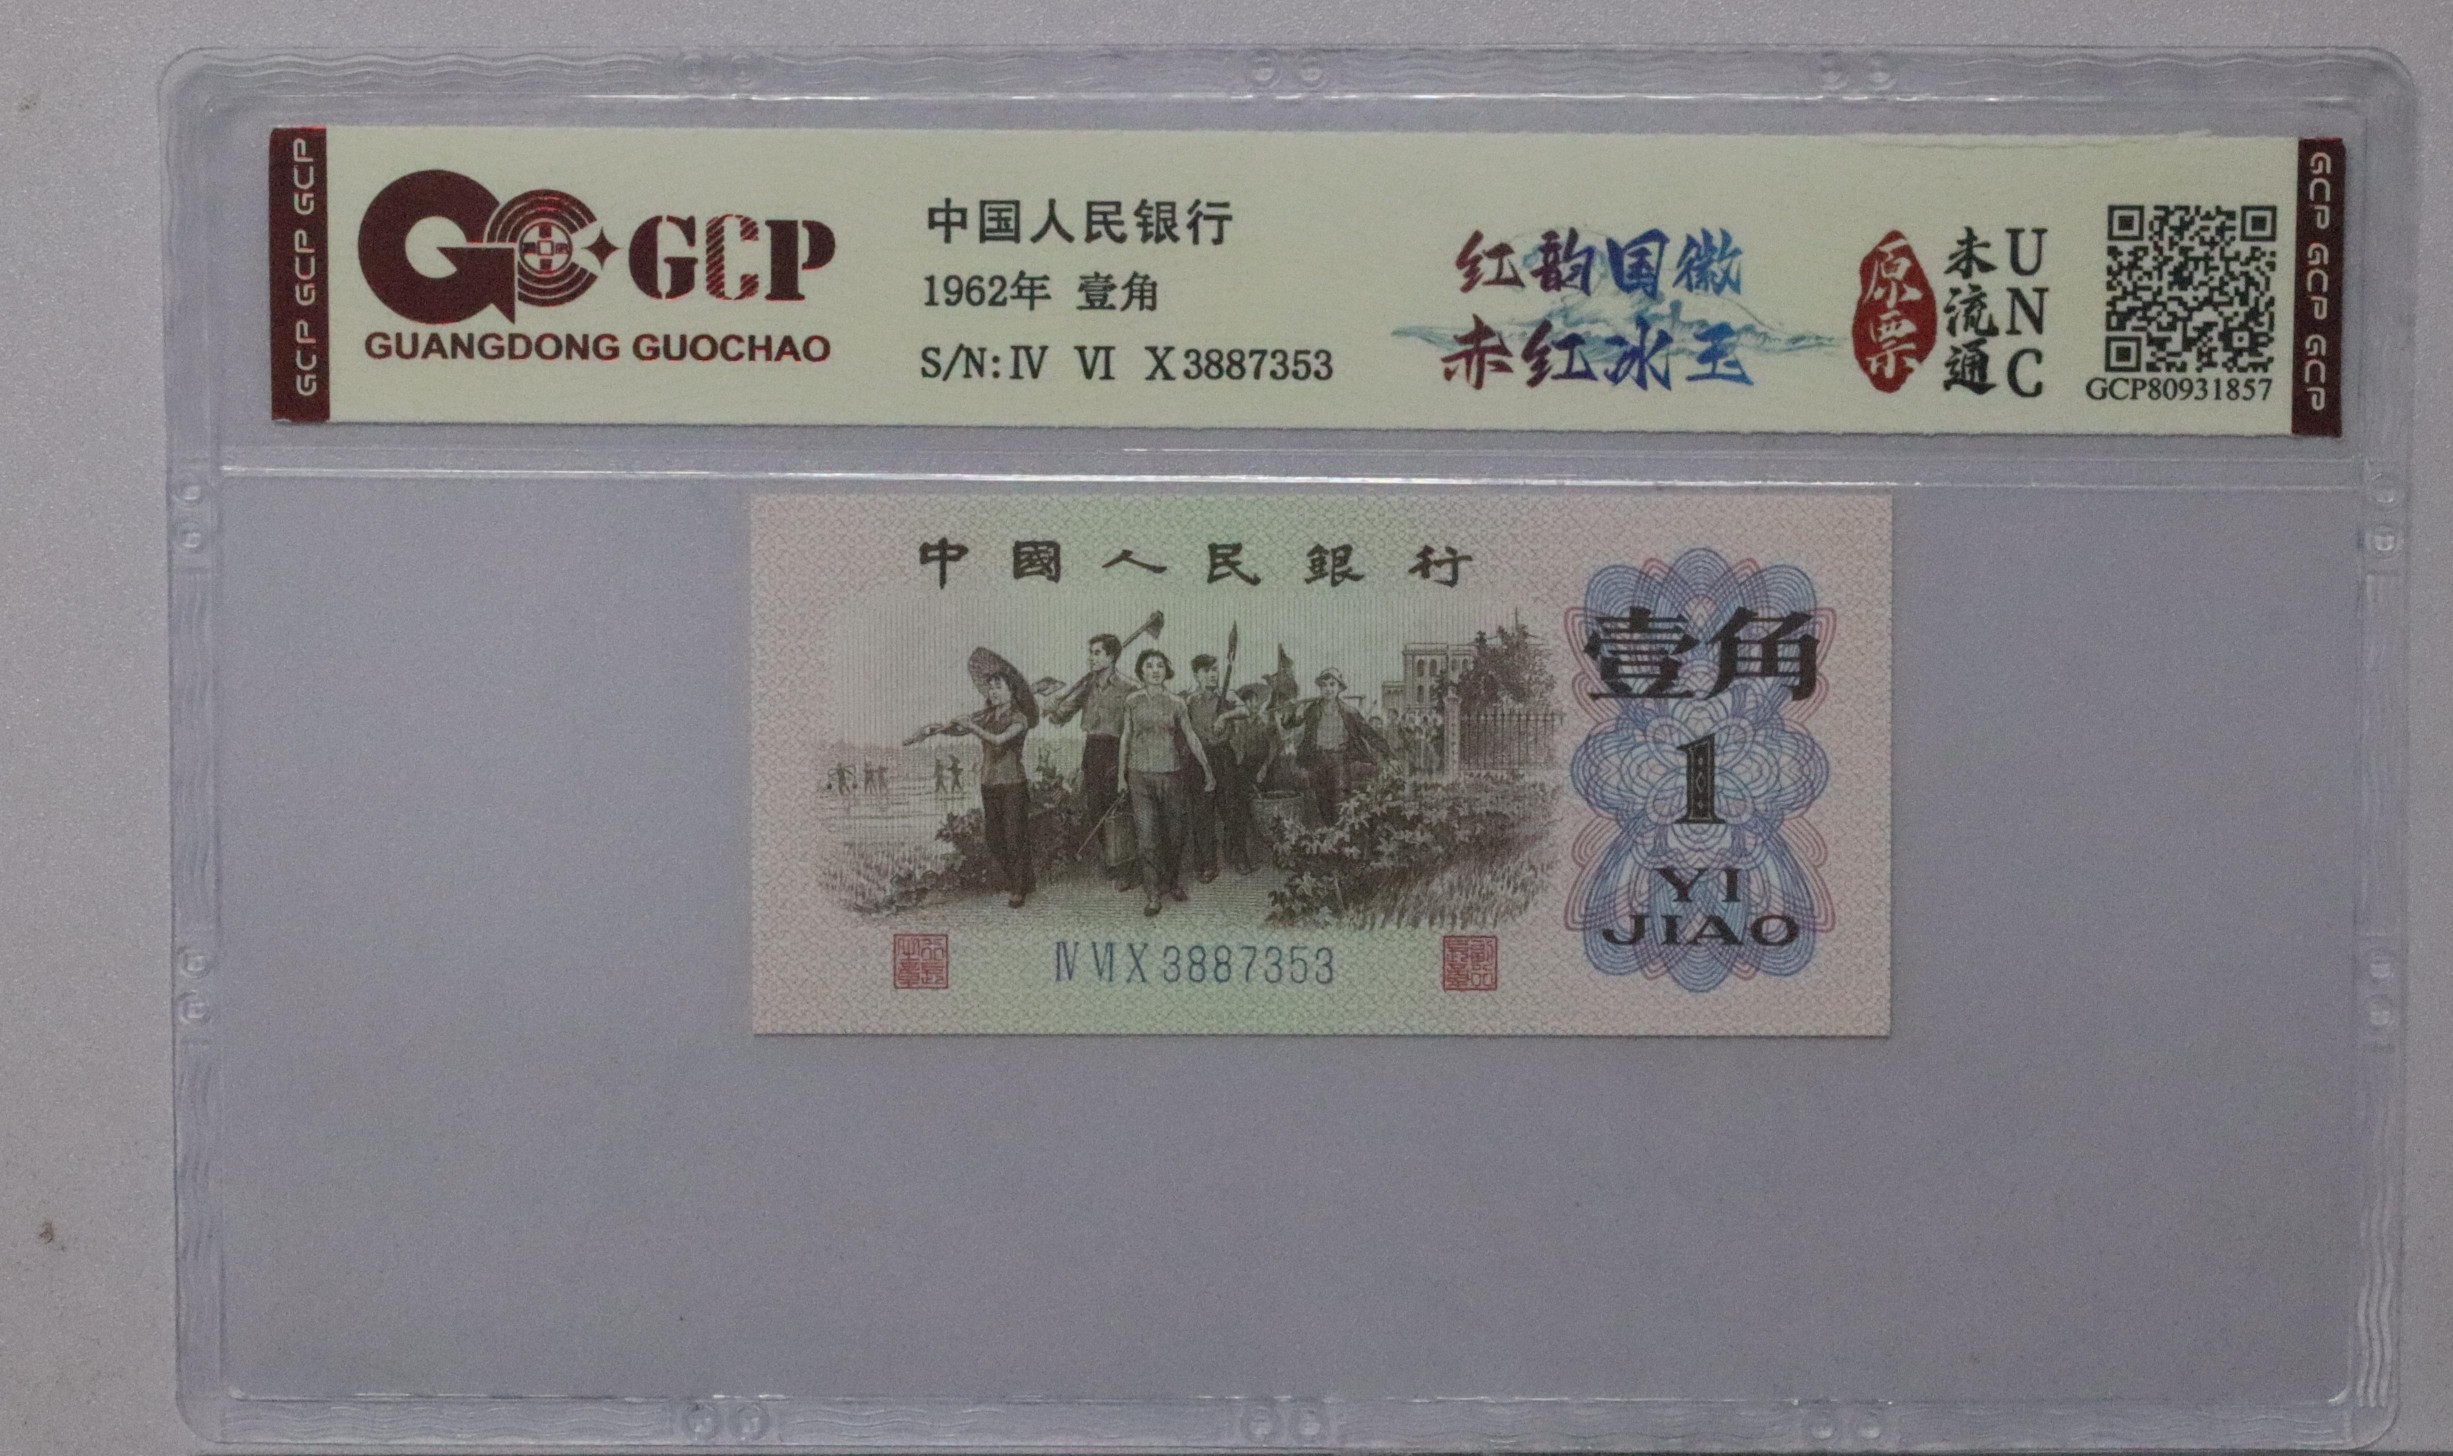 GCP GCP GCP
GCP
GUANGDONG GUOCHAO
中国人民银行
1962年 壹角
S/N:Ⅳ Ⅵ Ⅹ3887353
红韵国徽
赤红冰玉
原票
未流通
UNC
GCP80931857
GCP GCP GCP
中國人民銀行
壹角
1
YI
JIAO
Ⅳ Ⅵ Ⅹ 3887353